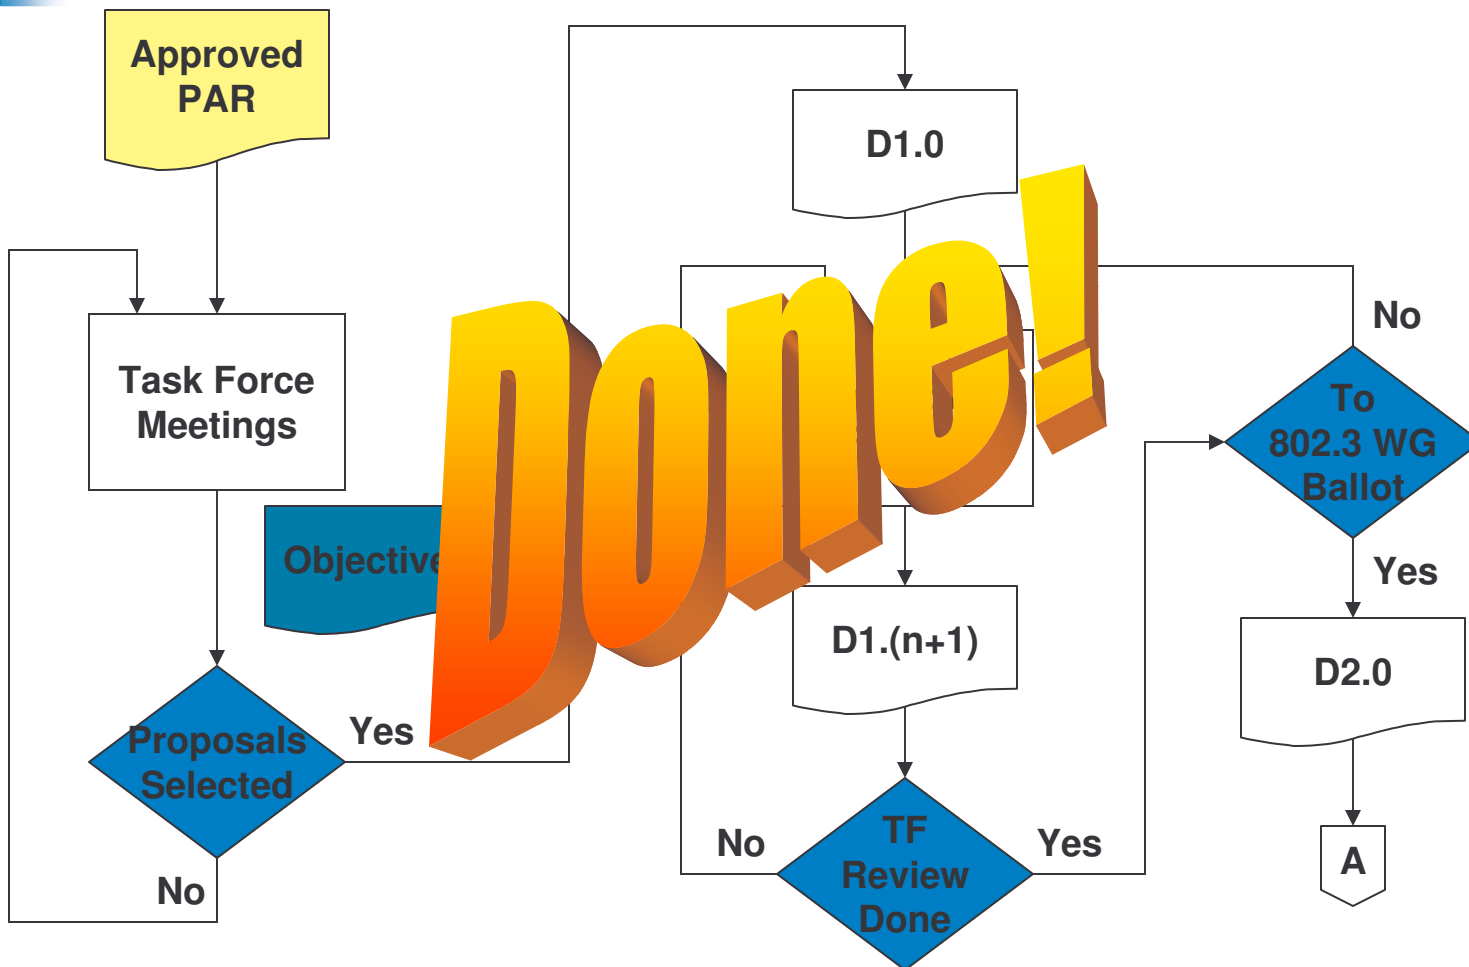 Approved
PAR
Task Force
Meetings
Proposals
Selected
Yes
No
D1.0
Done!
D1.(n+1)
TF
Review
Done
No
Yes
No
To
802.3 WG
Ballot
Yes
D2.0
A